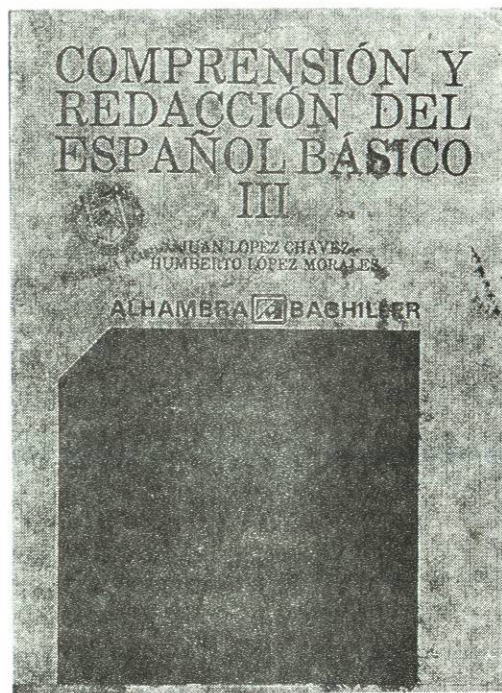 COMPRENSIÓN Y
REDACCIÓN DEL
ESPAÑOL BÁSICO
III
JUAN LÓPEZ CHÁVEZ
HUMBERTO LÓPEZ MORALES
ALHAMBRA BACHILLER